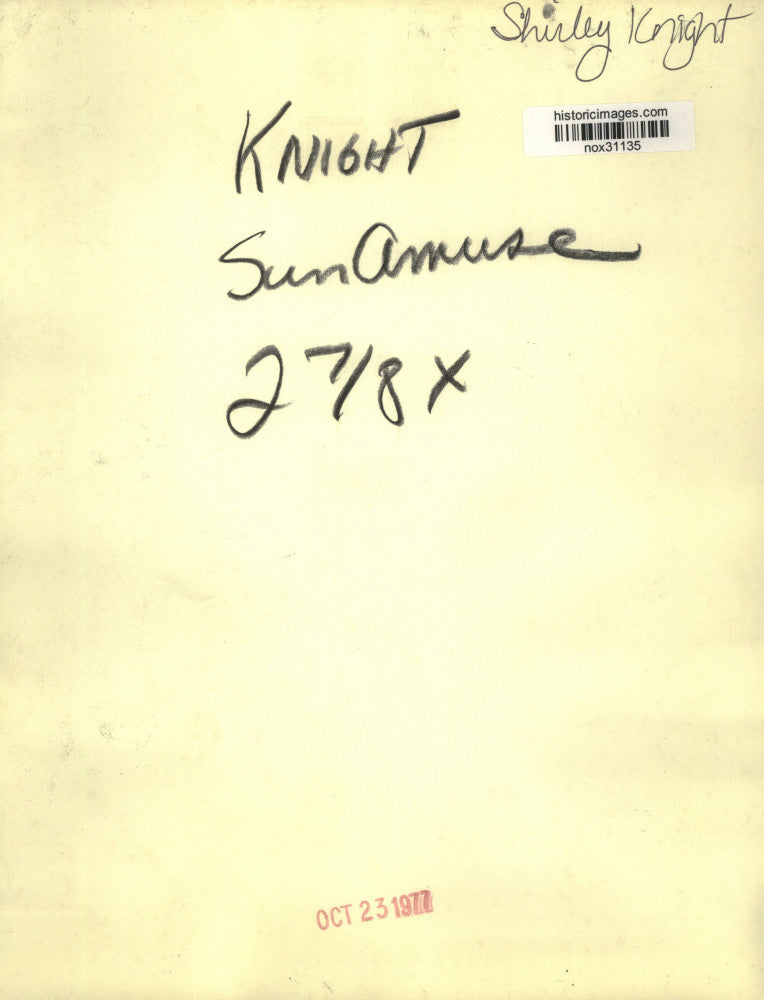 Shirley Knight
historicimages.com
nox31135
KNIGHT
Sun Amuse
2 7/8 X
OCT 23 1977